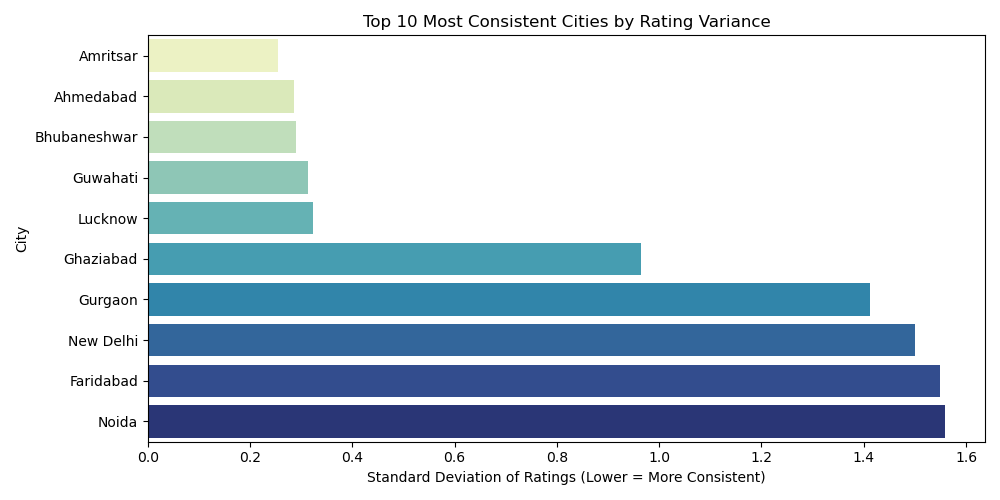 Top 10 Most Consistent Cities by Rating Variance
City
Amritsar
Ahmedabad
Bhubaneshwar
Guwahati
Lucknow
Ghaziabad
Gurgaon
New Delhi
Faridabad
Noida
0.0 0.2 0.4 0.6 0.8 1.0 1.2 1.4 1.6
Standard Deviation of Ratings (Lower = More Consistent)